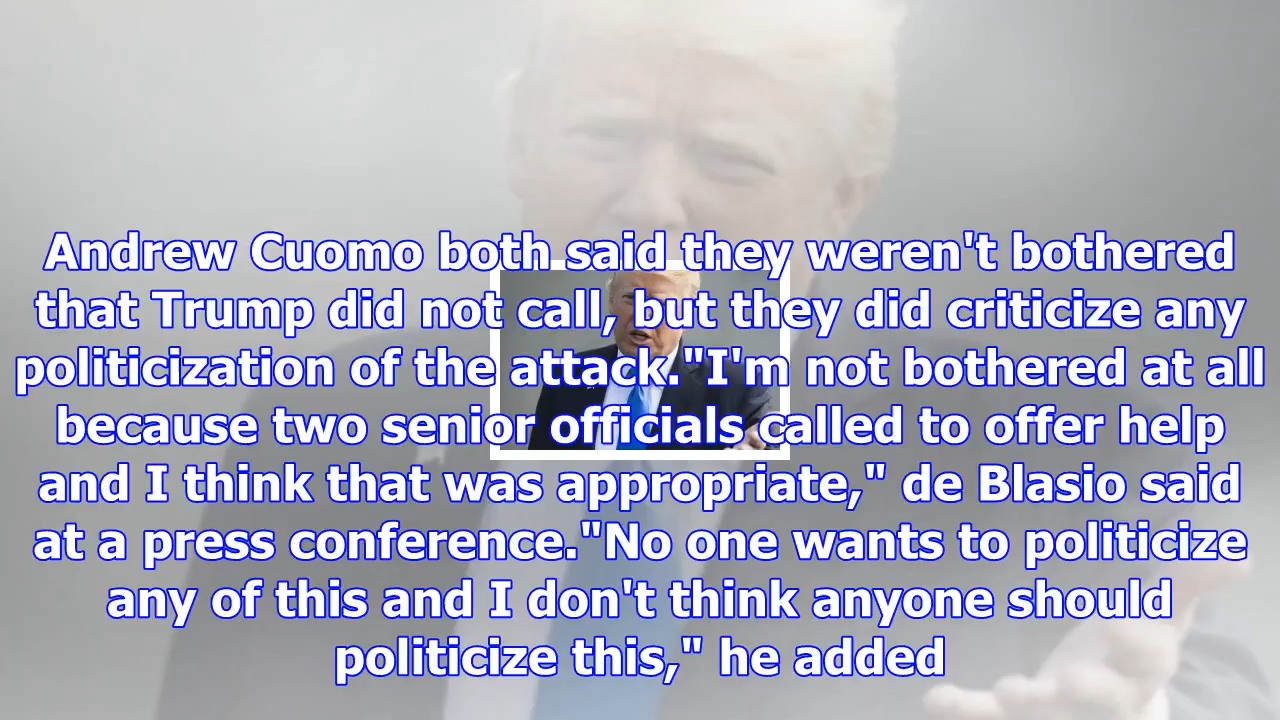 Andrew Cuomo both said they weren't bothered
that Trump did not call, but they did criticize any
politicization of the attack."I'm not bothered at all
because two senior officials called to offer help
and I think that was appropriate," de Blasio said
at a press conference."No one wants to politicize
any of this and I don't think anyone should
politicize this," he added